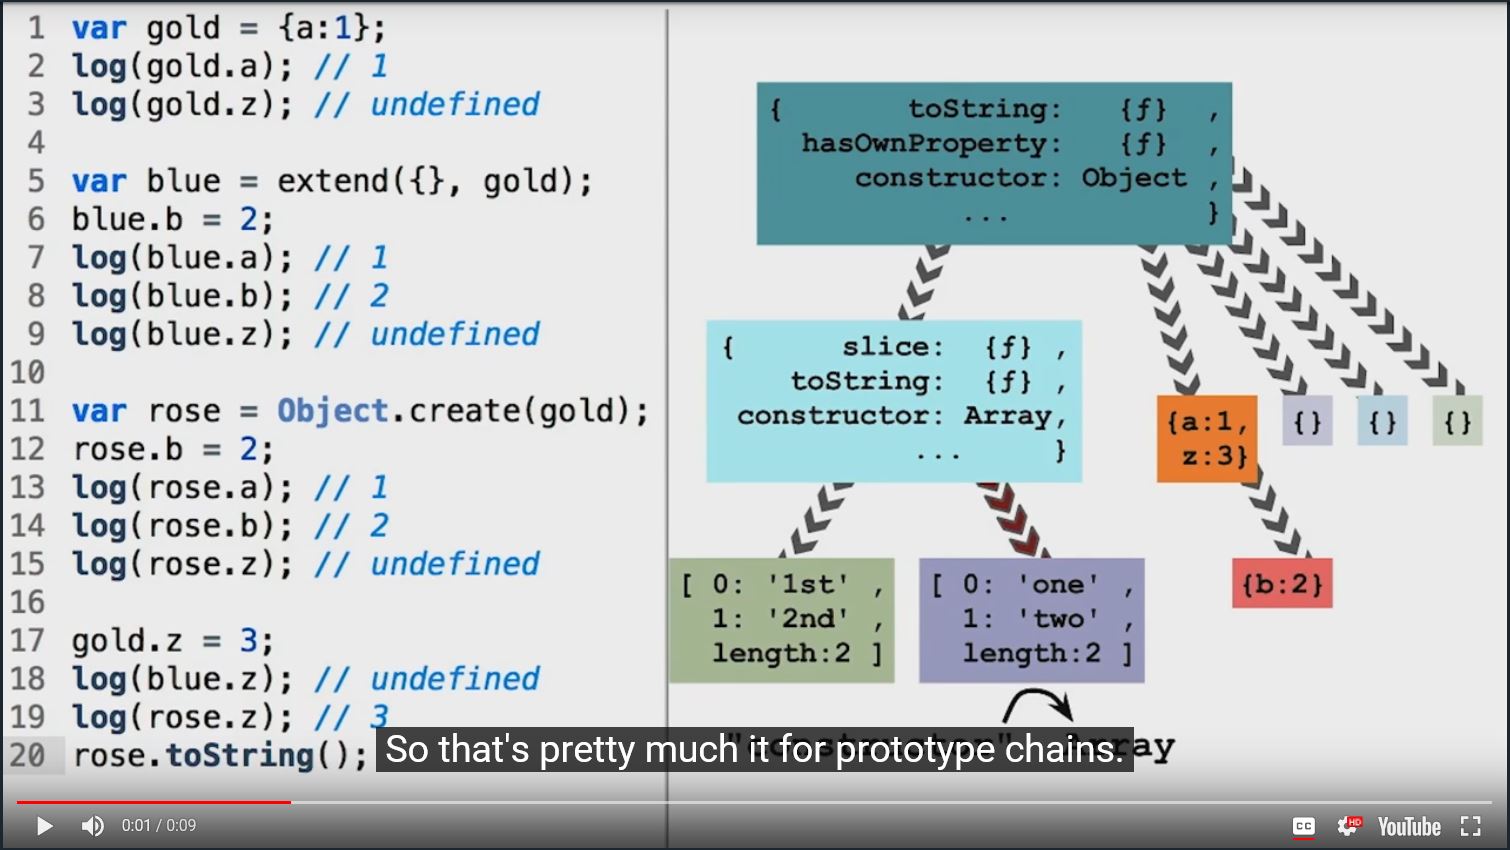 1 var gold = {a:1};
2 log(gold.a); // 1
3 log(gold.z); // undefined
4
5 var blue = extend({}, gold);
6 blue.b = 2;
7 log(blue.a); // 1
8 log(blue.b); // 2
9 log(blue.z); // undefined
10
11 var rose = Object.create(gold);
12 rose.b = 2;
13 log(rose.a); // 1
14 log(rose.b); // 2
15 log(rose.z); // undefined
16
17 gold.z = 3;
18 log(blue.z); // undefined
19 log(rose.z); // 3
20 rose.toString();
{ toString: {f} ,
hasOwnProperty: {f} ,
constructor: Object ,
... }
{ slice: {f} ,
toString: {f} ,
constructor: Array,
... }
{a:1,
z:3}
{}
{}
{}
[ 0: '1st' ,
1: '2nd' ,
length:2 ]
[ 0: 'one' ,
1: 'two' ,
length:2 ]
{b:2}
"constructor" Array
So that's pretty much it for prototype chains.
0:01 / 0:09
CC
HD
YouTube